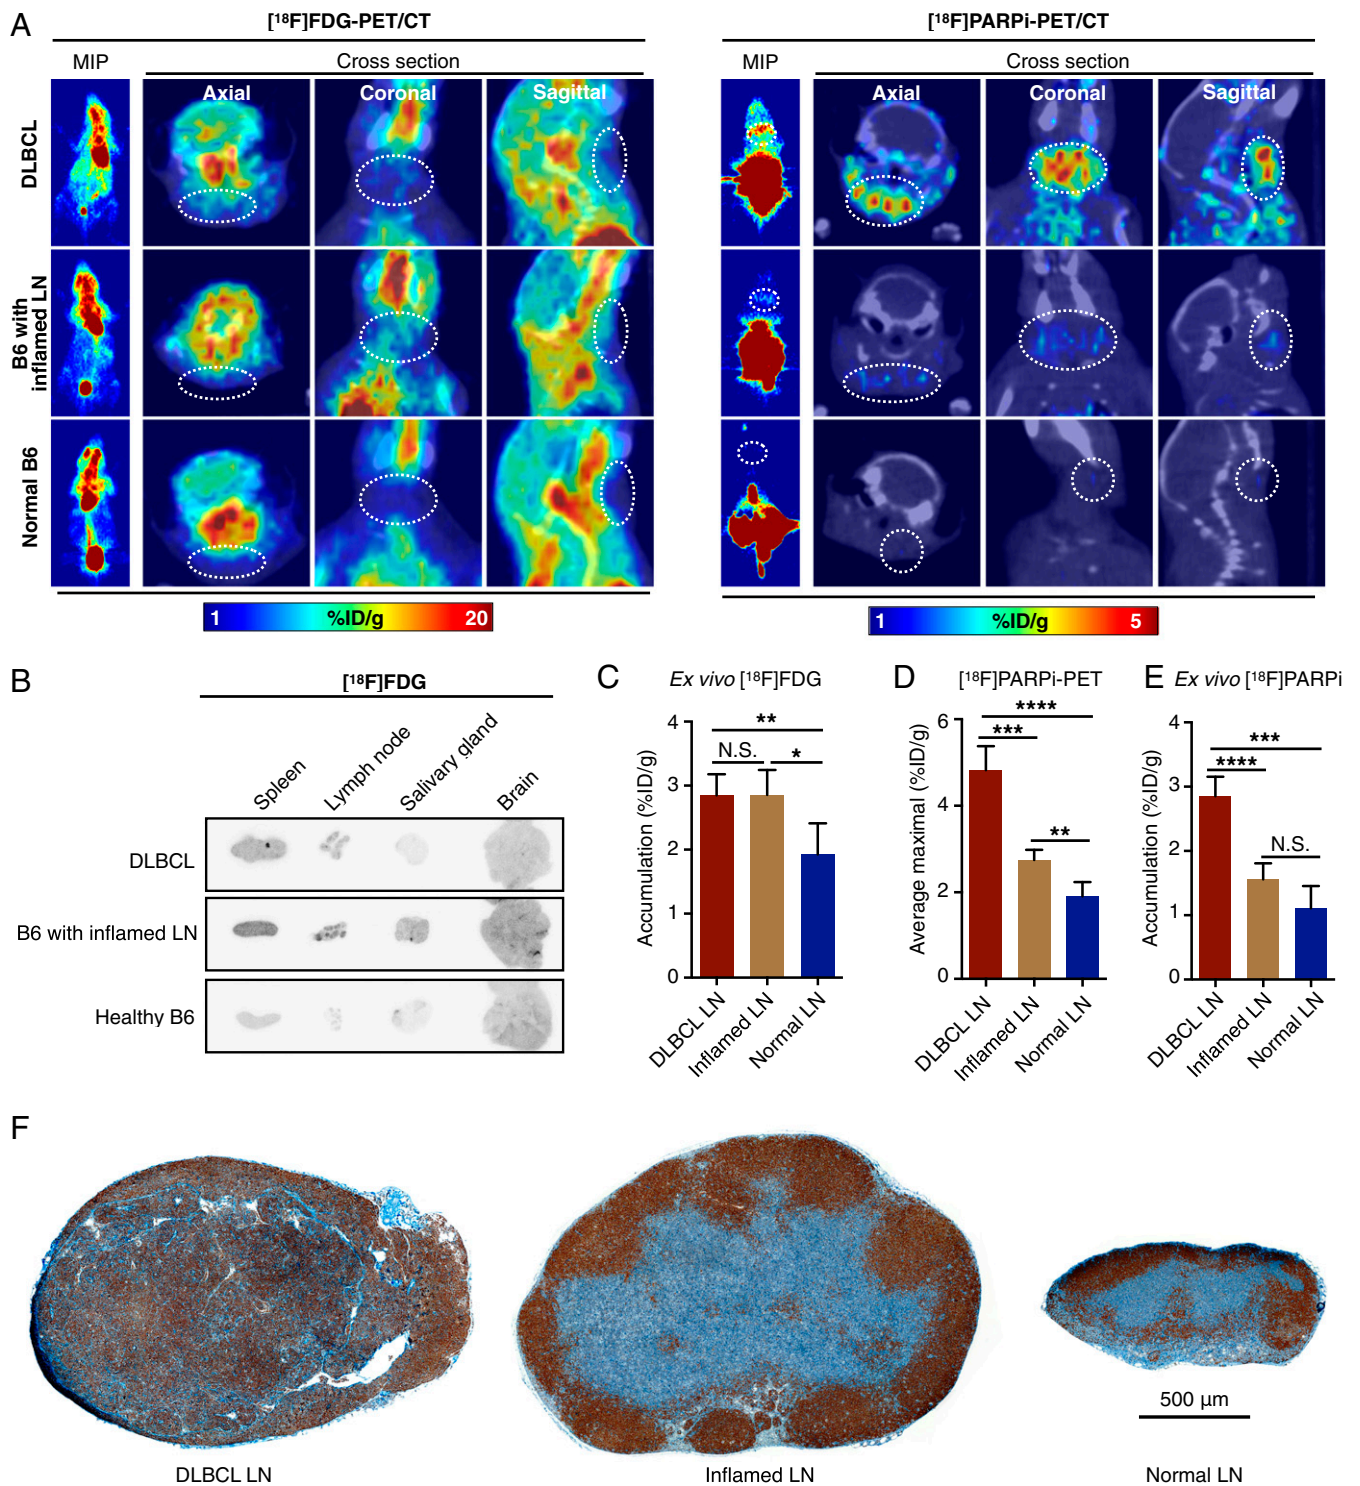 A
[¹⁸F]FDG-PET/CT
[¹⁸F]PARPi-PET/CT
MIP
Cross section
MIP
Cross section
Axial
Coronal
Sagittal
Axial
Coronal
Sagittal
DLBCL
B6 with
inflamed LN
Normal B6
1 %ID/g 20
1 %ID/g 5
B
[¹⁸F]FDG
Spleen
Lymph node
Salivary gland
Brain
DLBCL
B6 with inflamed LN
Healthy B6
C
Ex vivo [¹⁸F]FDG
Accumulation (%ID/g)
4
3
2
1
0
**
N.S.
*
DLBCL LN
Inflamed LN
Normal LN
D
[¹⁸F]PARPi-PET
Average maximal (%ID/g)
6
4
2
0
****
***
**
DLBCL LN
Inflamed LN
Normal LN
E
Ex vivo [¹⁸F]PARPi
Accumulation (%ID/g)
4
3
2
1
0
***
****
N.S.
DLBCL LN
Inflamed LN
Normal LN
F
500 µm
DLBCL LN
Inflamed LN
Normal LN